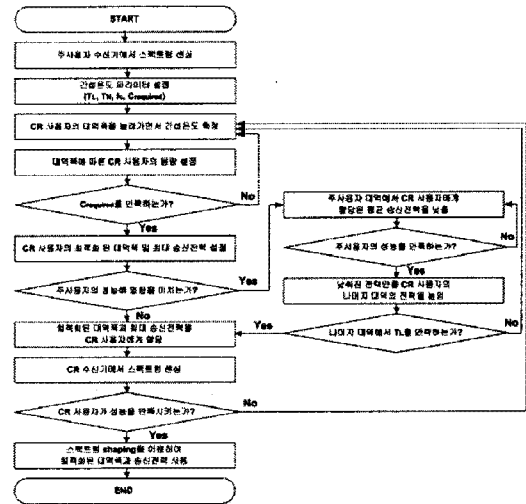 START
주사용자 수신기에서 스펙트럼 센싱
간섭온도 파라미터 설정
(TL, TN, N, Crequired)
CR 사용자의 대역폭을 늘려가면서 간섭온도 측정
대역폭에 따른 CR 사용자의 용량 설정
Crequired를 만족하는가?
No
Yes
CR 사용자의 최적화 된 대역폭 및 최대 송신전력 설정
주사용자의 성능에 영향을 미치는가?
Yes
No
최적화된 대역폭과 최대 송신전력을
CR 사용자에게 할당
CR 수신기에서 스펙트럼 센싱
CR 사용자가 성능을 만족시키는가?
No
Yes
스펙트럼 shaping을 이용하여
최적화된 대역폭과 송신전력 사용
END
주사용자 대역에서 CR 사용자에게
할당된 평균 송신전력을 낮춤
주사용자의 성능을 만족하는가?
No
Yes
낮춰진 전력만큼 CR 사용자의
나머지 대역의 전력을 높임
나머지 대역에서 TL을 만족하는가?
Yes
No